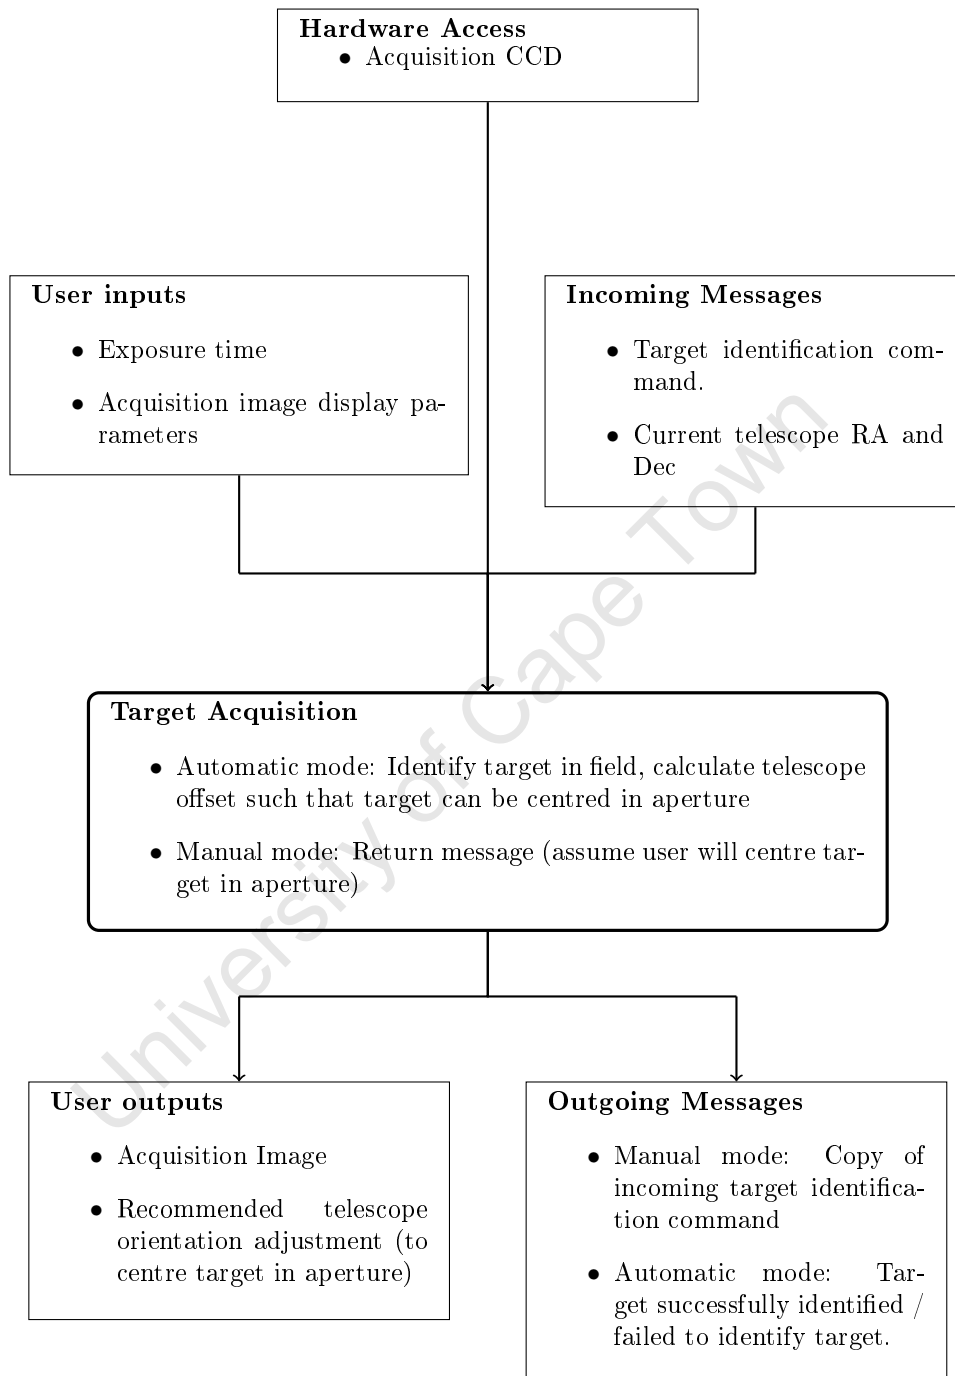 Hardware Access
• Acquisition CCD
User inputs
• Exposure time
• Acquisition image display pa-
rameters
Incoming Messages
• Target identification com-
mand.
• Current telescope RA and
Dec
Target Acquisition
• Automatic mode: Identify target in field, calculate telescope
offset such that target can be centred in aperture
• Manual mode: Return message (assume user will centre tar-
get in aperture)
User outputs
• Acquisition Image
• Recommended telescope
orientation adjustment (to
centre target in aperture)
Outgoing Messages
• Manual mode: Copy of
incoming target identifica-
tion command
• Automatic mode: Tar-
get successfully identified /
failed to identify target.
University of Cape Town